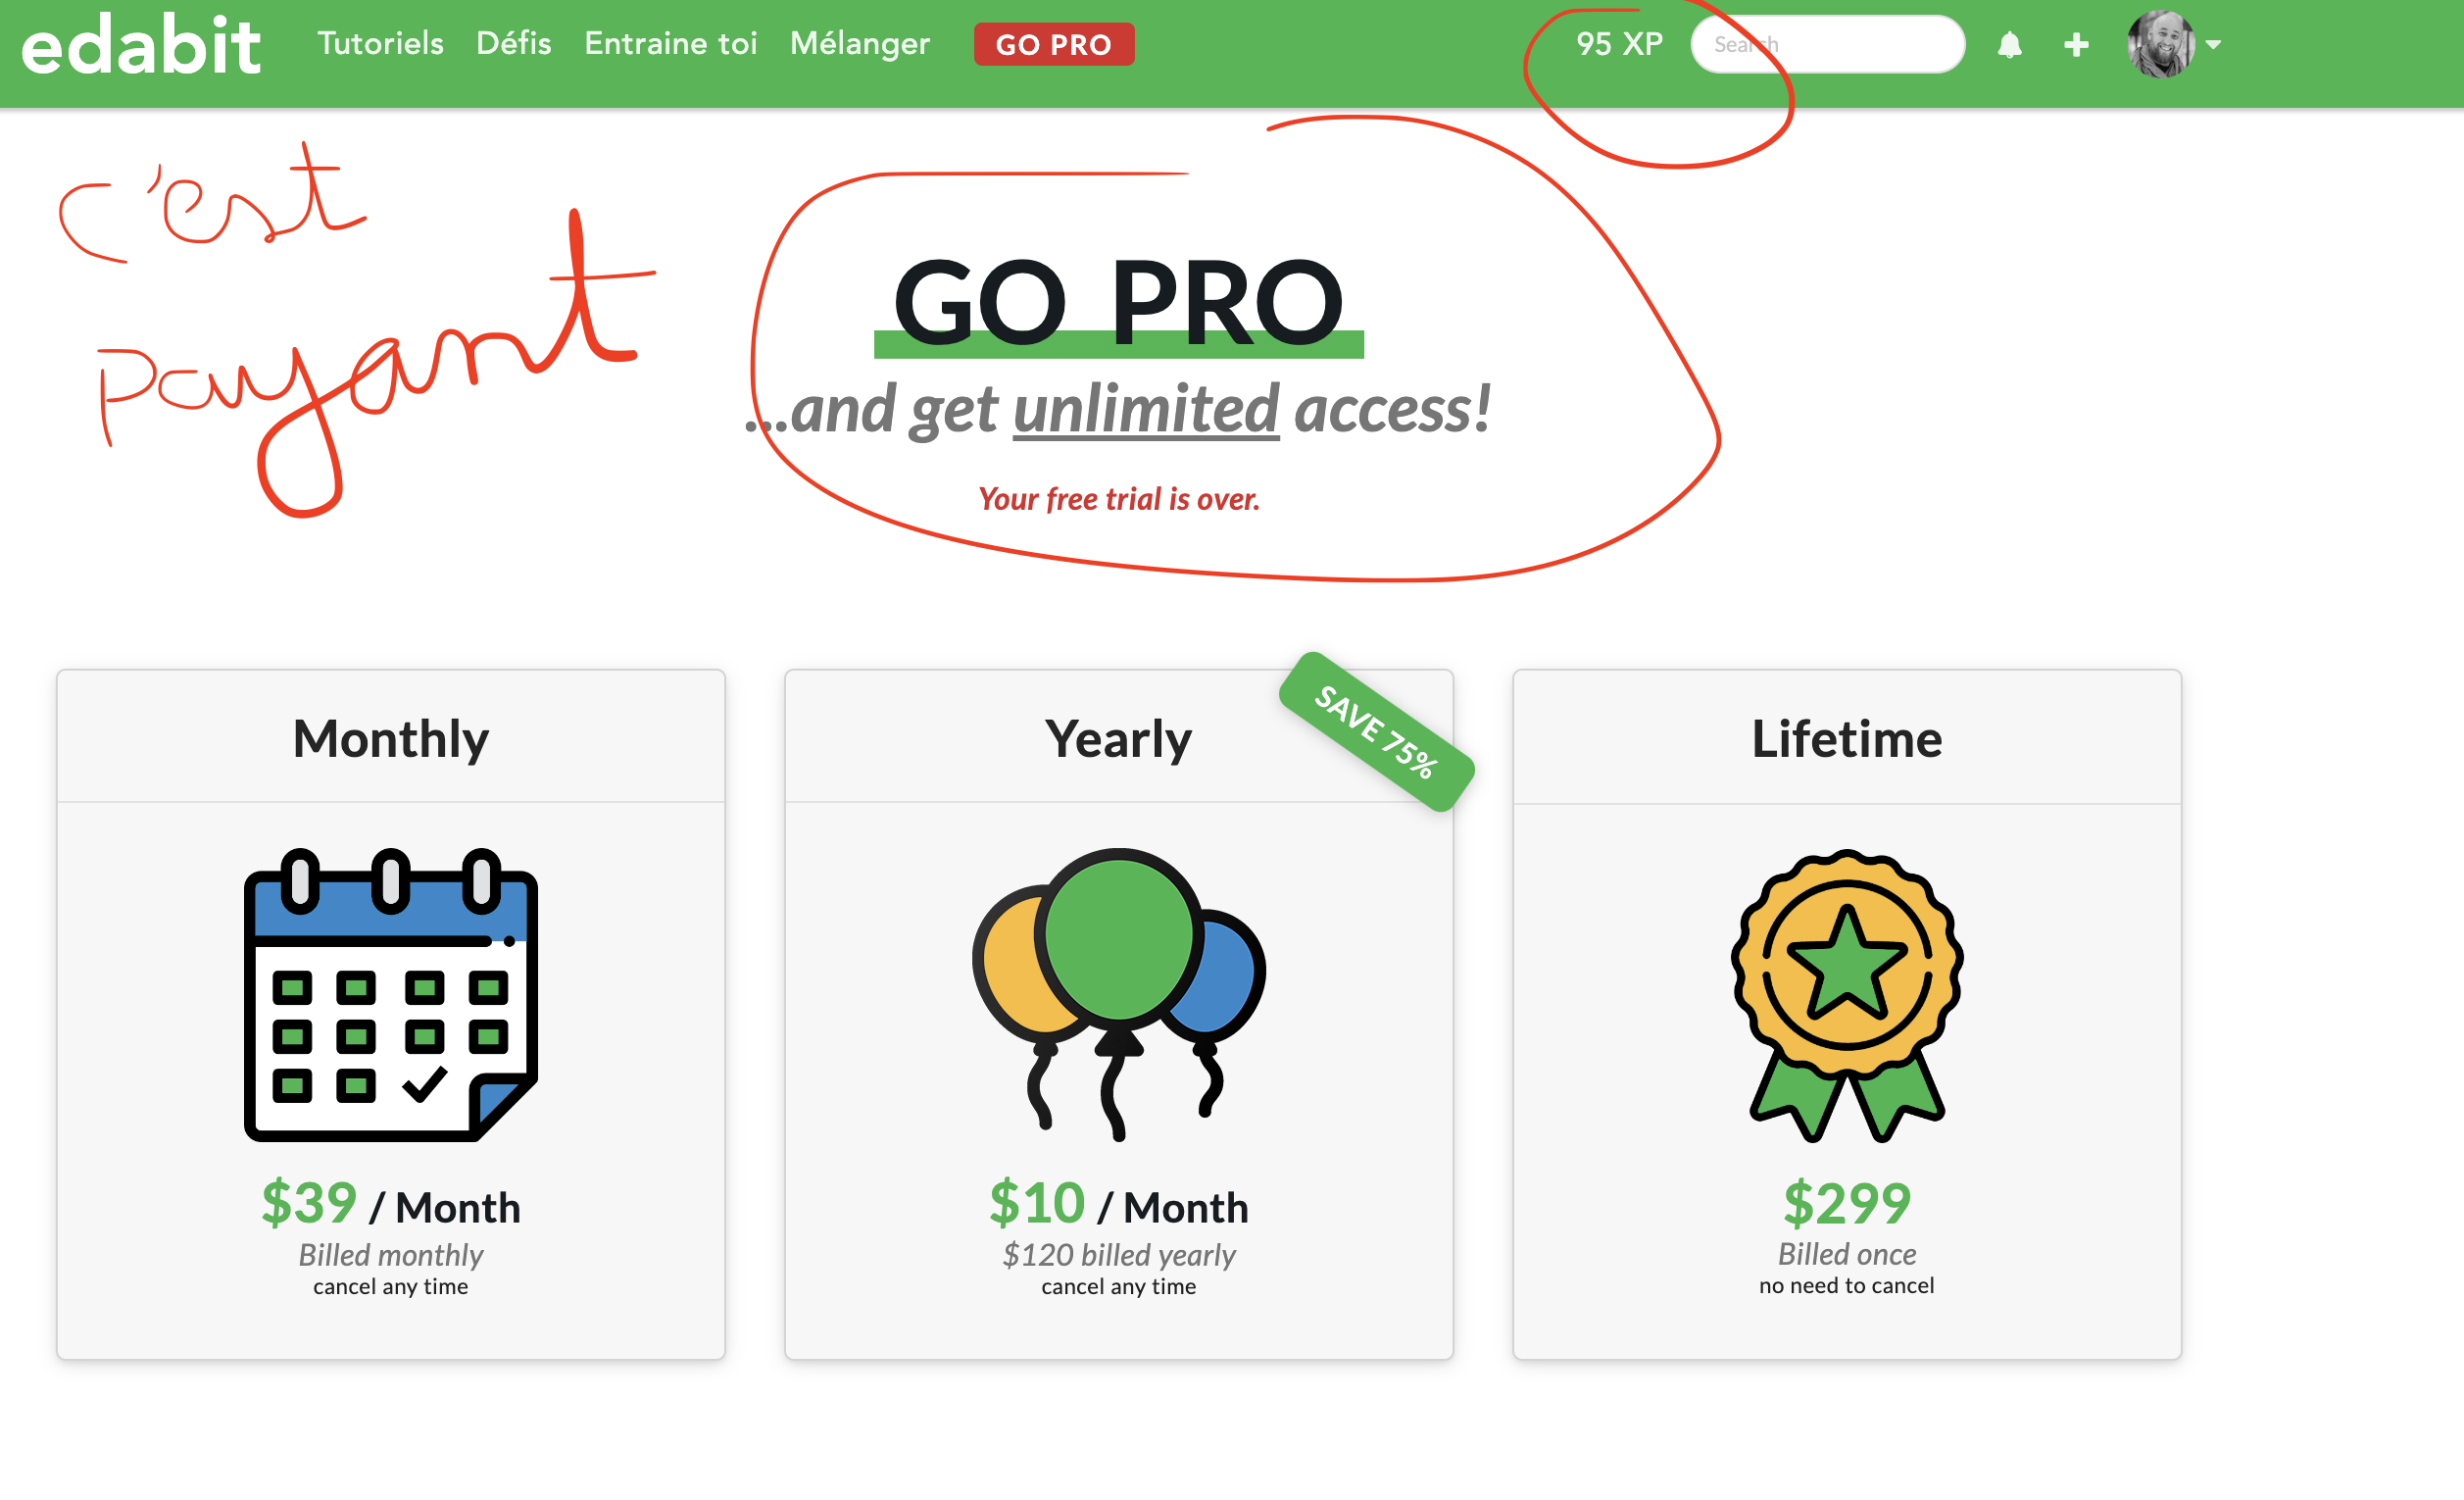 edabit Tutoriels Défis Entraine toi Mélanger GO PRO 95 XP Search
c'est
payant
GO PRO
...and get unlimited access!
Your free trial is over.
Monthly
$39 / Month
Billed monthly
cancel any time
Yearly
SAVE 75%
$10 / Month
$120 billed yearly
cancel any time
Lifetime
$299
Billed once
no need to cancel